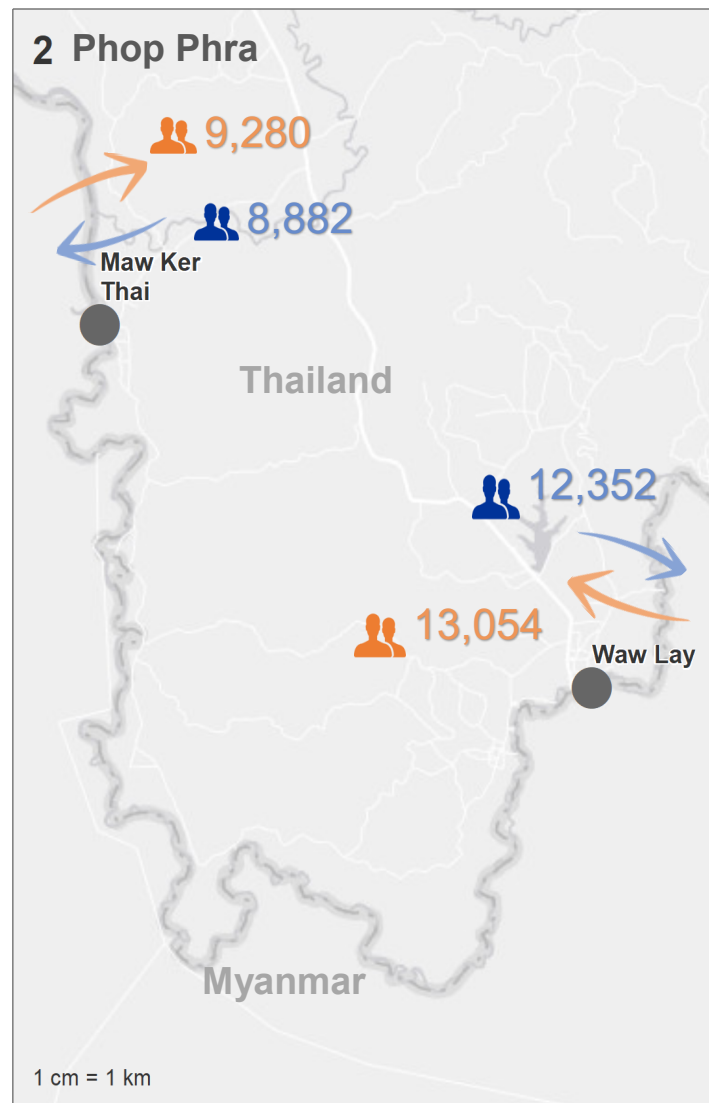 2 Phop Phra
9,280
8,882
Maw Ker
Thai
Thailand
12,352
13,054
Waw Lay
Myanmar
1 cm = 1 km